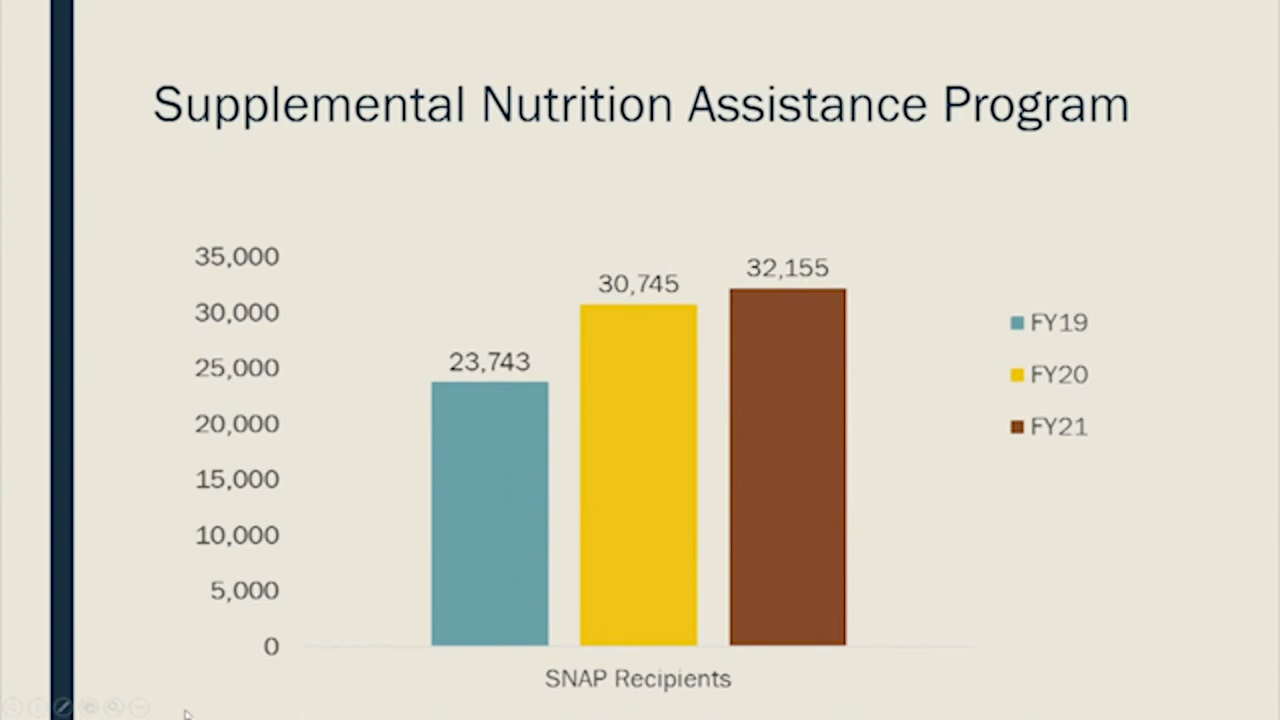 Supplemental Nutrition Assistance Program
35,000
30,000
25,000
20,000
15,000
10,000
5,000
0
23,743
30,745
32,155
SNAP Recipients
FY19
FY20
FY21